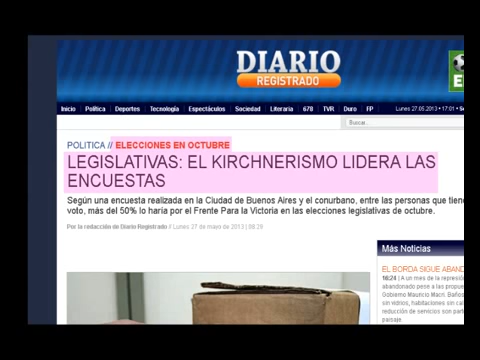 DIARIO
REGISTRADO
Inicio Política Deportes Tecnología Espectáculos Sociedad Literaria 678 TVR Duro FP Lunes 27.05.2013 • 17:01 •
Buscar
POLITICA // ELECCIONES EN OCTUBRE
LEGISLATIVAS: EL KIRCHNERISMO LIDERA LAS
ENCUESTAS
Según una encuesta realizada en la Ciudad de Buenos Aires y el conurbano, entre las personas que tiene
voto, más del 50% lo haría por el Frente Para la Victoria en las elecciones legislativas de octubre.
Por la redacción de Diario Registrado // Lunes 27 de mayo de 2013 | 88:29
Más Noticias
EL BORDA SIGUE ABAND
16:24 | A un mes de la represión
abandonado pese a las propue
Gobierno Mauricio Macri. Baños
sin vidrios, habitaciones sin cal
reducción de servicios son part
paisaje